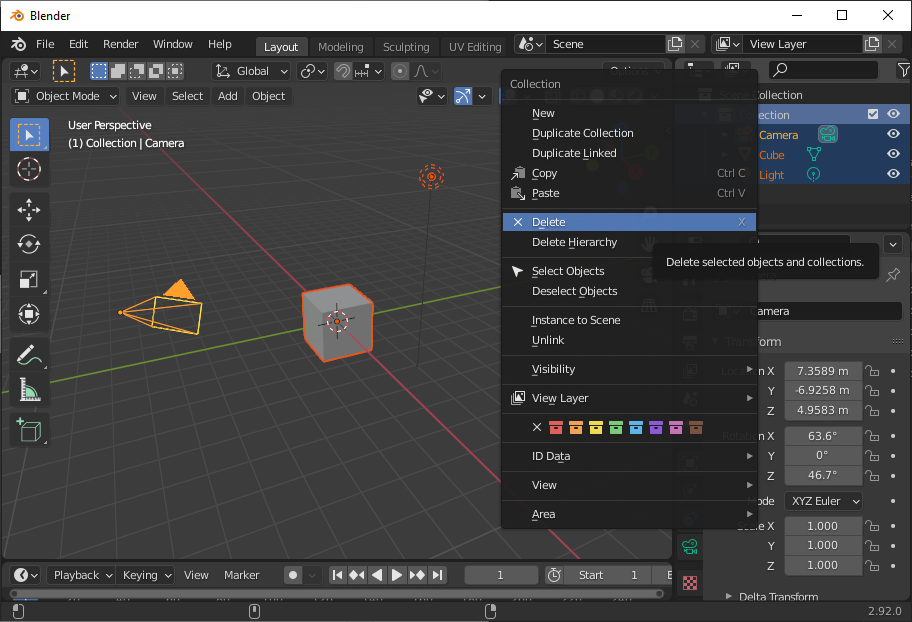 Blender
File Edit Render Window Help Layout Modeling Sculpting UV Editing Scene View Layer
Global Options
Object Mode View Select Add Object
User Perspective
(1) Collection | Camera
Collection
New
Duplicate Collection
Duplicate Linked
Copy Ctrl C
Paste Ctrl V
Delete X
Delete Hierarchy
Delete selected objects and collections.
Select Objects
Deselect Objects
Instance to Scene
Unlink
Visibility
View Layer
ID Data
View
Area
Collection
Camera
Cube
Light
Camera
Transform
X 7.3589 m
Y -6.9258 m
Z 4.9583 m
X 63.6°
Y 0°
Z 46.7°
XYZ Euler
X 1.000
Y 1.000
Z 1.000
Delta Transform
Playback Keying View Marker 1 Start 1 E
2.92.0